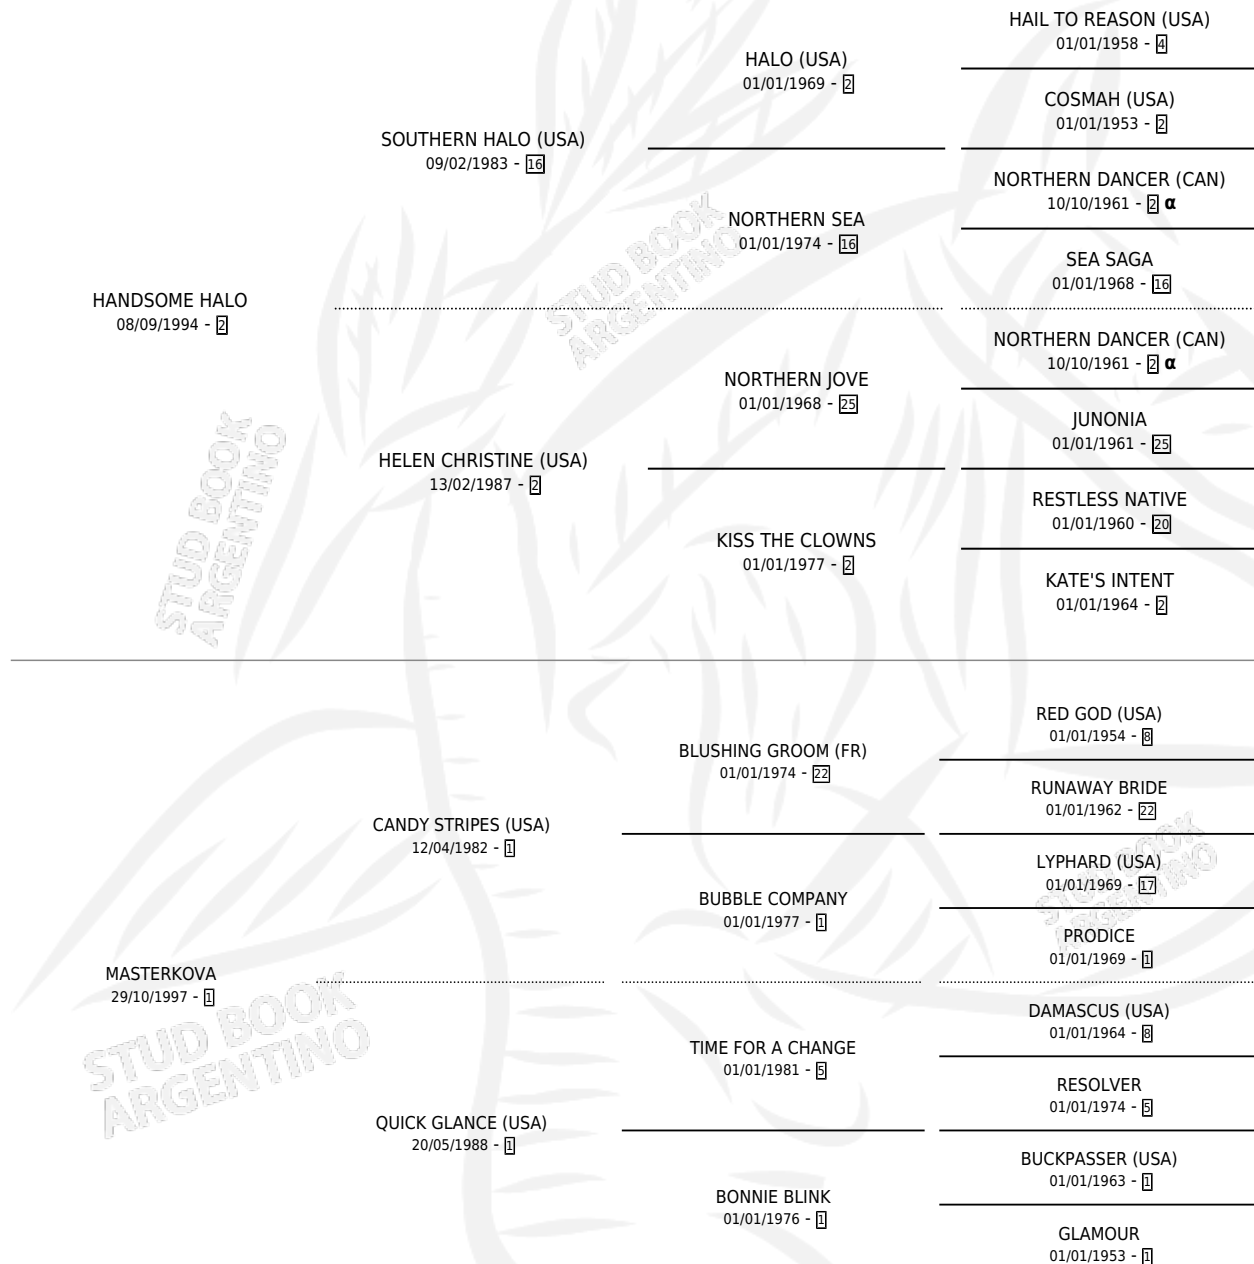 HAIL TO REASON (USA)
01/01/1958 - 4
HALO (USA)
01/01/1969 - 2
COSMAH (USA)
01/01/1953 - 2
SOUTHERN HALO (USA)
09/02/1983 - 16
NORTHERN DANCER (CAN)
10/10/1961 - 2 α
NORTHERN SEA
01/01/1974 - 16
SEA SAGA
01/01/1968 - 16
STUD BOOK
ARGENTINO
HANDSOME HALO
08/09/1994 - 2
NORTHERN DANCER (CAN)
10/10/1961 - 2 α
NORTHERN JOVE
01/01/1968 - 25
JUNONIA
01/01/1961 - 25
HELEN CHRISTINE (USA)
13/02/1987 - 2
RESTLESS NATIVE
01/01/1960 - 20
KISS THE CLOWNS
01/01/1977 - 2
KATE'S INTENT
01/01/1964 - 2
STUD BOOK
ARGENTINO
RED GOD (USA)
01/01/1954 - 8
BLUSHING GROOM (FR)
01/01/1974 - 22
RUNAWAY BRIDE
01/01/1962 - 22
CANDY STRIPES (USA)
12/04/1982 - 1
LYPHARD (USA)
01/01/1969 - 17
BUBBLE COMPANY
01/01/1977 - 1
PRODICE
01/01/1969 - 1
STUD BOOK
ARGENTINO
MASTERKOVA
29/10/1997 - 1
DAMASCUS (USA)
01/01/1964 - 8
TIME FOR A CHANGE
01/01/1981 - 5
RESOLVER
01/01/1974 - 5
STUD BOOK
ARGENTINO
QUICK GLANCE (USA)
20/05/1988 - 1
BUCKPASSER (USA)
01/01/1963 - 1
BONNIE BLINK
01/01/1976 - 1
GLAMOUR
01/01/1953 - 1